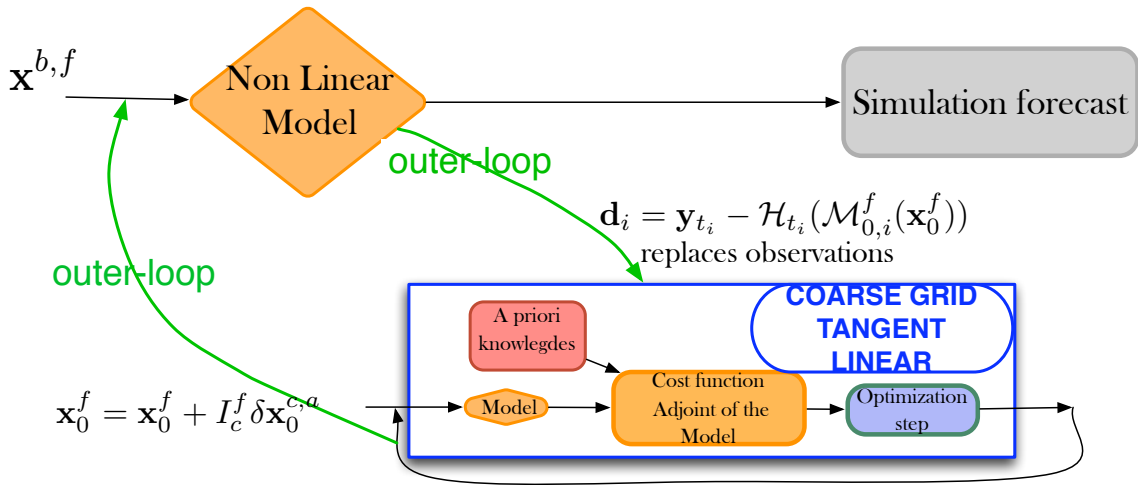 𝐱^{b,f}
Non Linear
Model
Simulation forecast
outer-loop
𝐝_i = 𝐲_{t_i} − ℋ_{t_i}(ℳ^f_{0,i}(𝐱^f_0))
replaces observations
outer-loop
COARSE GRID
TANGENT
LINEAR
A priori
knowlegdes
𝐱^f_0 = 𝐱^f_0 + I^f_c δ𝐱^{c,a}_0
Model
Cost function
Adjoint of the
Model
Optimization
step